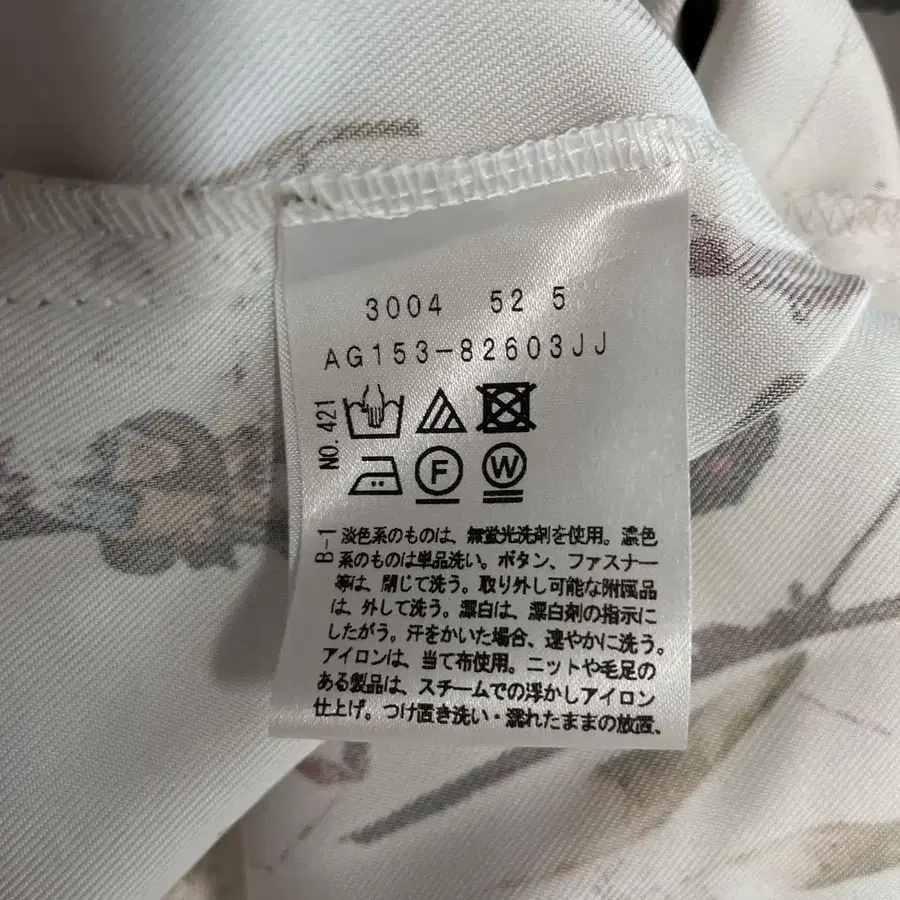 3004 52 5
AG153-82603JJ
NO.421
F W
B-1
淡色系のものは、無蛍光洗剤を使用。濃色
系のものは単品洗い。ボタン、ファスナー
等は、閉じて洗う。取り外し可能な附属品
は、外して洗う。漂白は、漂白剤の指示に
したがう。汗をかいた場合、速やかに洗う。
アイロンは、当て布使用。ニットや毛足の
ある製品は、スチームでの浮かしアイロン
仕上げ。つけ置き洗い・濡れたままの放置、